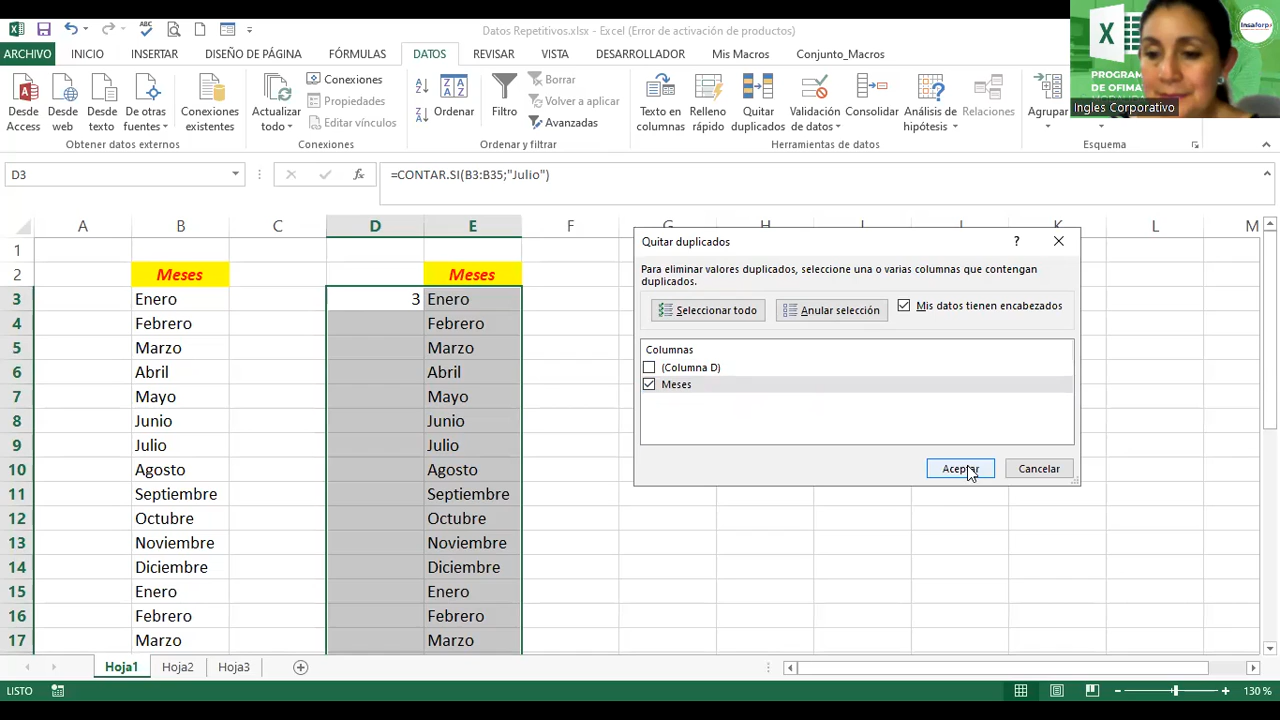 Datos Repetitivos.xlsx - Excel (Error de activación de productos)
ARCHIVO INICIO INSERTAR DISEÑO DE PÁGINA FÓRMULAS DATOS REVISAR VISTA DESARROLLADOR Mis Macros Conjunto_Macros
Desde Access
Desde web
Desde texto
De otras fuentes
Conexiones existentes
Actualizar todo
Conexiones
Propiedades
Editar vínculos
Ordenar
Filtro
Borrar
Volver a aplicar
Avanzadas
Texto en columnas
Relleno rápido
Quitar duplicados
Validación de datos
Consolidar
Análisis de hipótesis
Relaciones
Agrupar
Obtener datos externos Conexiones Ordenar y filtrar Herramientas de datos Esquema
X
PROGRAM
DE OFIMA
Insaforp
Ingles Corporativo
D3 fx =CONTAR.SI(B3:B35;"Julio")
A B C D E F G H I J K L M
1
2 Meses Meses
3 Enero 3 Enero
4 Febrero Febrero
5 Marzo Marzo
6 Abril Abril
7 Mayo Mayo
8 Junio Junio
9 Julio Julio
10 Agosto Agosto
11 Septiembre Septiembre
12 Octubre Octubre
13 Noviembre Noviembre
14 Diciembre Diciembre
15 Enero Enero
16 Febrero Febrero
17 Marzo Marzo
Quitar duplicados ?
Para eliminar valores duplicados, seleccione una o varias columnas que contengan
duplicados.
Seleccionar todo Anular selección Mis datos tienen encabezados
Columnas
(Columna D)
Meses
Aceptar Cancelar
Hoja1 Hoja2 Hoja3
LISTO 130 %